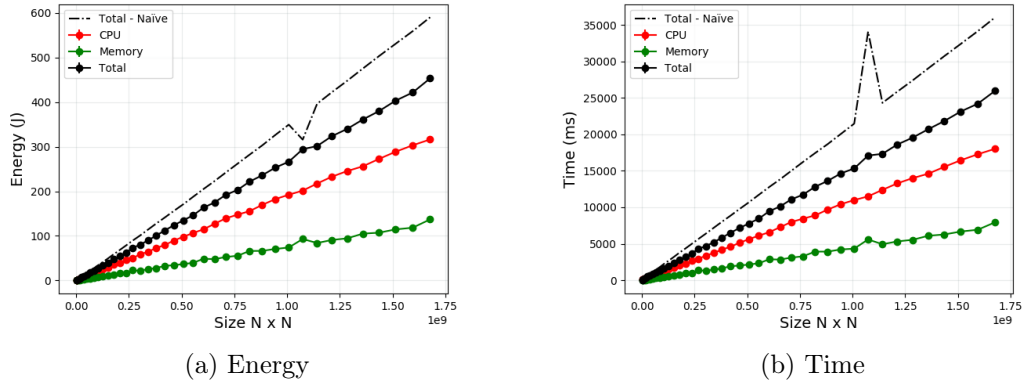 600
500
400
300
200
100
0
Energy (J)
Total - Naïve
CPU
Memory
Total
0.00 0.25 0.50 0.75 1.00 1.25 1.50 1.75
1e9
Size N x N
(a) Energy
35000
30000
25000
20000
15000
10000
5000
0
Time (ms)
Total - Naïve
CPU
Memory
Total
0.00 0.25 0.50 0.75 1.00 1.25 1.50 1.75
1e9
Size N x N
(b) Time